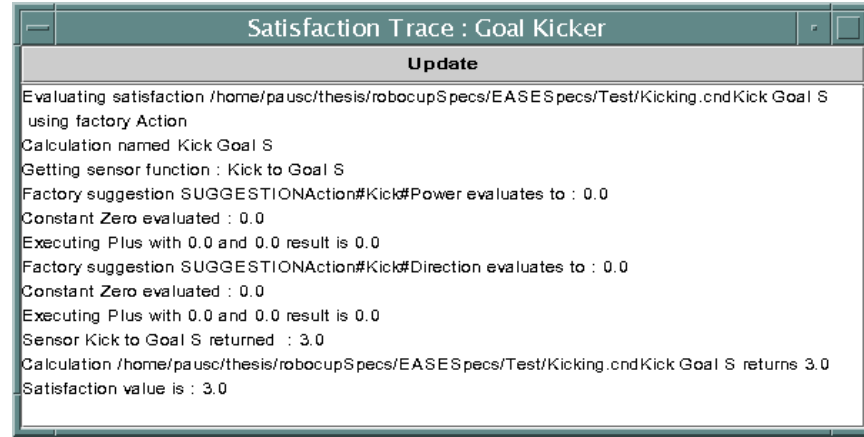 Satisfaction Trace : Goal Kicker
Update
Evaluating satisfaction /home/pausc/thesis/robocupSpecs/EASESpecs/Test/Kicking.cndKick Goal S
using factory Action
Calculation named Kick Goal S
Getting sensor function : Kick to Goal S
Factory suggestion SUGGESTIONAction#Kick#Power evaluates to : 0.0
Constant Zero evaluated : 0.0
Executing Plus with 0.0 and 0.0 result is 0.0
Factory suggestion SUGGESTIONAction#Kick#Direction evaluates to : 0.0
Constant Zero evaluated : 0.0
Executing Plus with 0.0 and 0.0 result is 0.0
Sensor Kick to Goal S returned : 3.0
Calculation /home/pausc/thesis/robocupSpecs/EASESpecs/Test/Kicking.cndKick Goal S returns 3.0
Satisfaction value is : 3.0